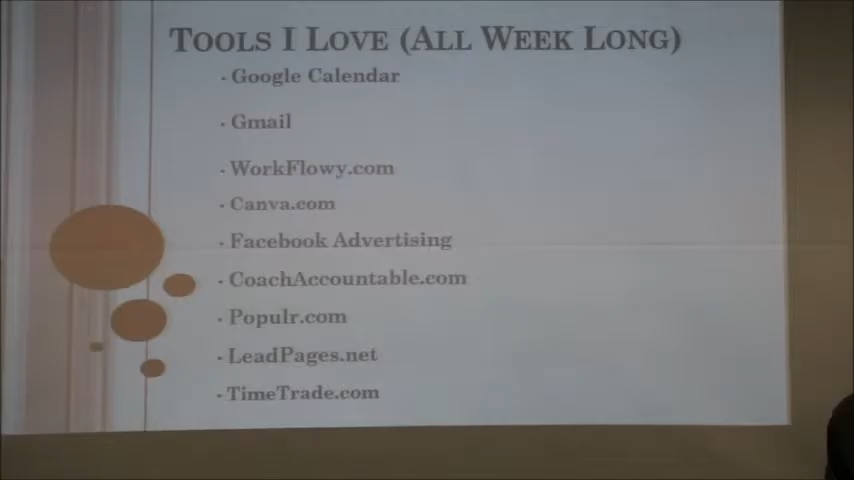 TOOLS I LOVE (ALL WEEK LONG)
- Google Calendar
- Gmail
- WorkFlowy.com
- Canva.com
- Facebook Advertising
- CoachAccountable.com
- Populr.com
- LeadPages.net
- TimeTrade.com